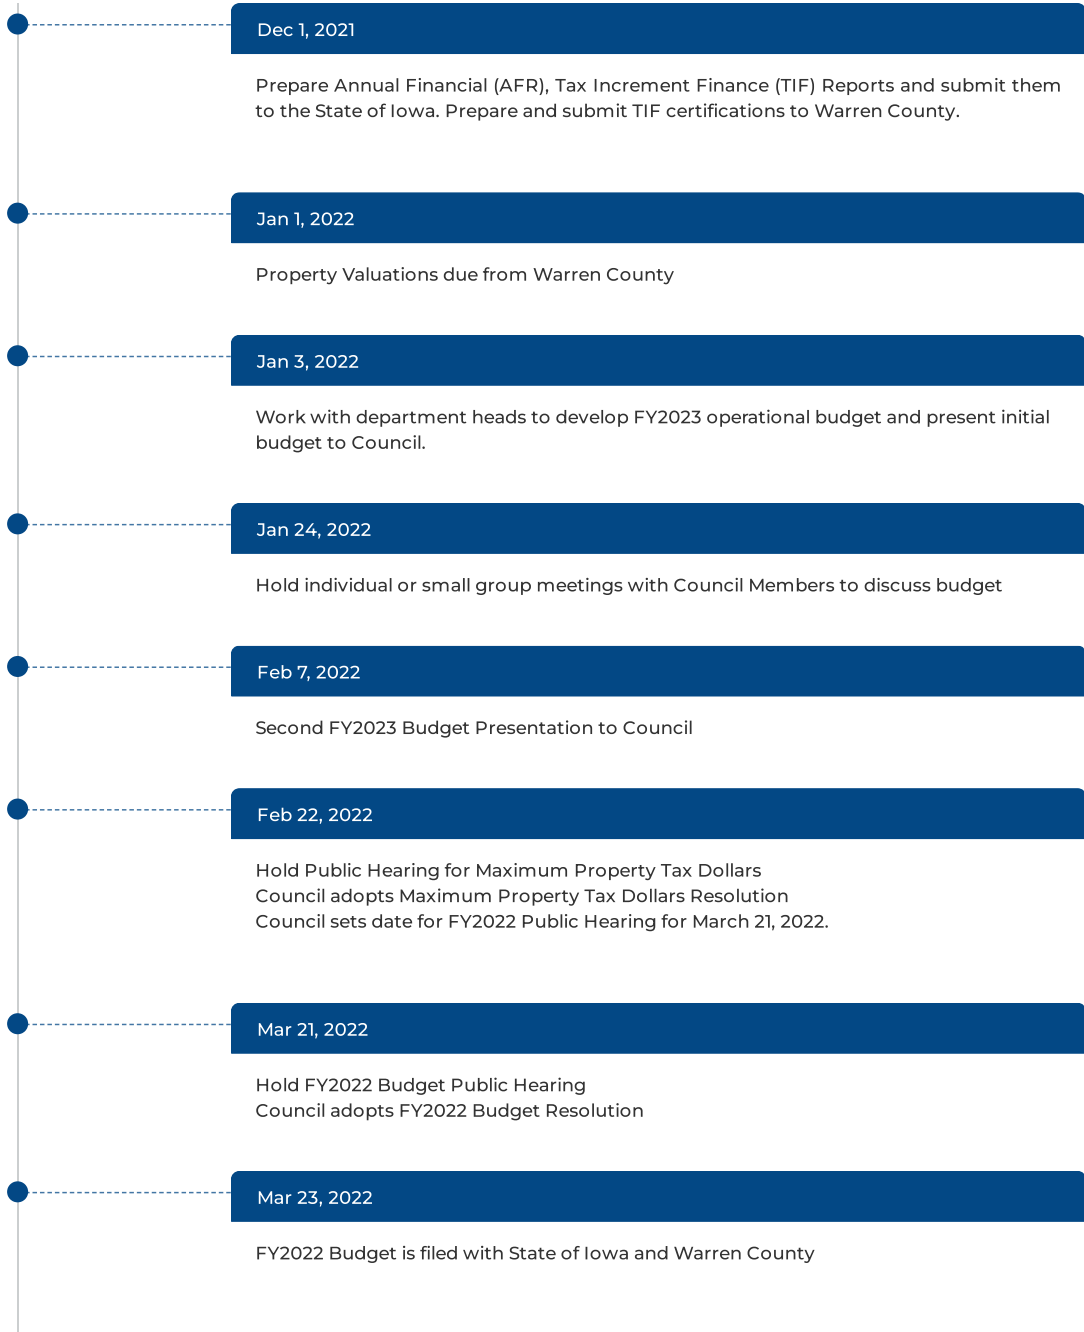 Dec 1, 2021
Prepare Annual Financial (AFR), Tax Increment Finance (TIF) Reports and submit them
to the State of Iowa. Prepare and submit TIF certifications to Warren County.
Jan 1, 2022
Property Valuations due from Warren County
Jan 3, 2022
Work with department heads to develop FY2023 operational budget and present initial
budget to Council.
Jan 24, 2022
Hold individual or small group meetings with Council Members to discuss budget
Feb 7, 2022
Second FY2023 Budget Presentation to Council
Feb 22, 2022
Hold Public Hearing for Maximum Property Tax Dollars
Council adopts Maximum Property Tax Dollars Resolution
Council sets date for FY2022 Public Hearing for March 21, 2022.
Mar 21, 2022
Hold FY2022 Budget Public Hearing
Council adopts FY2022 Budget Resolution
Mar 23, 2022
FY2022 Budget is filed with State of Iowa and Warren County